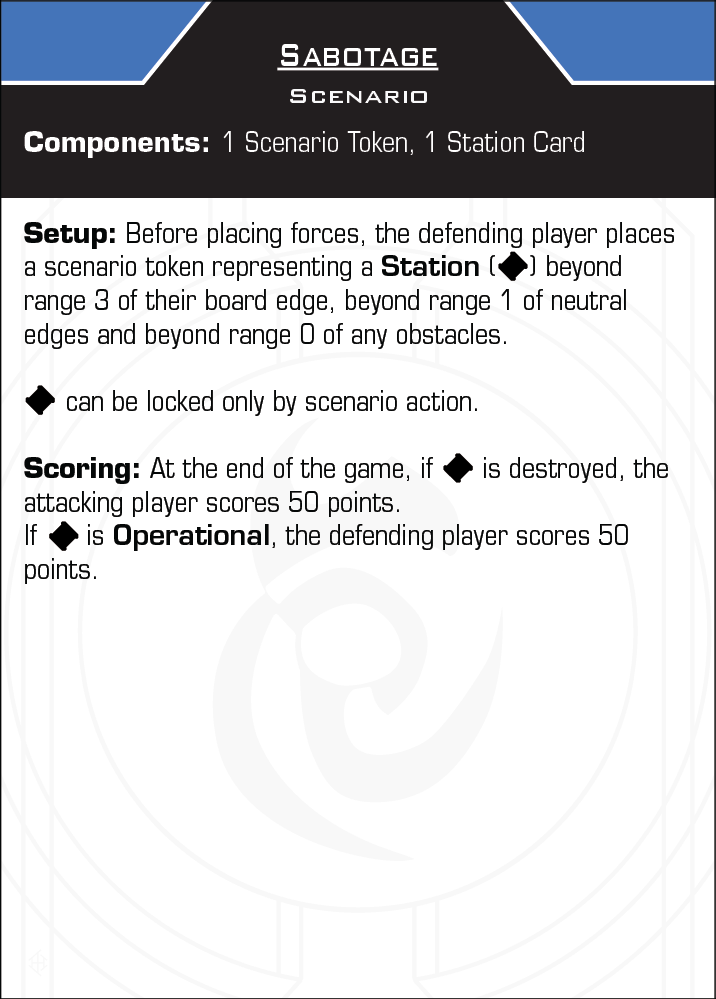 SABOTAGE
SCENARIO
Components: 1 Scenario Token, 1 Station Card
Setup: Before placing forces, the defending player places
a scenario token representing a Station (◆) beyond
range 3 of their board edge, beyond range 1 of neutral
edges and beyond range 0 of any obstacles.
◆ can be locked only by scenario action.
Scoring: At the end of the game, if ◆ is destroyed, the
attacking player scores 50 points.
If ◆ is Operational, the defending player scores 50
points.